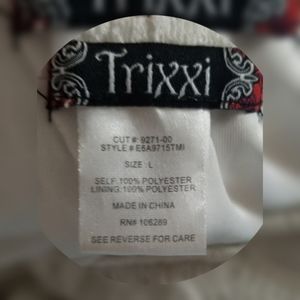 Trixxi
CUT #: 9271-00
STYLE # E6A9715TMI
SIZE : L
SELF:100% POLYESTER
LINING:100% POLYESTER
MADE IN CHINA
RN# 106289
SEE REVERSE FOR CARE